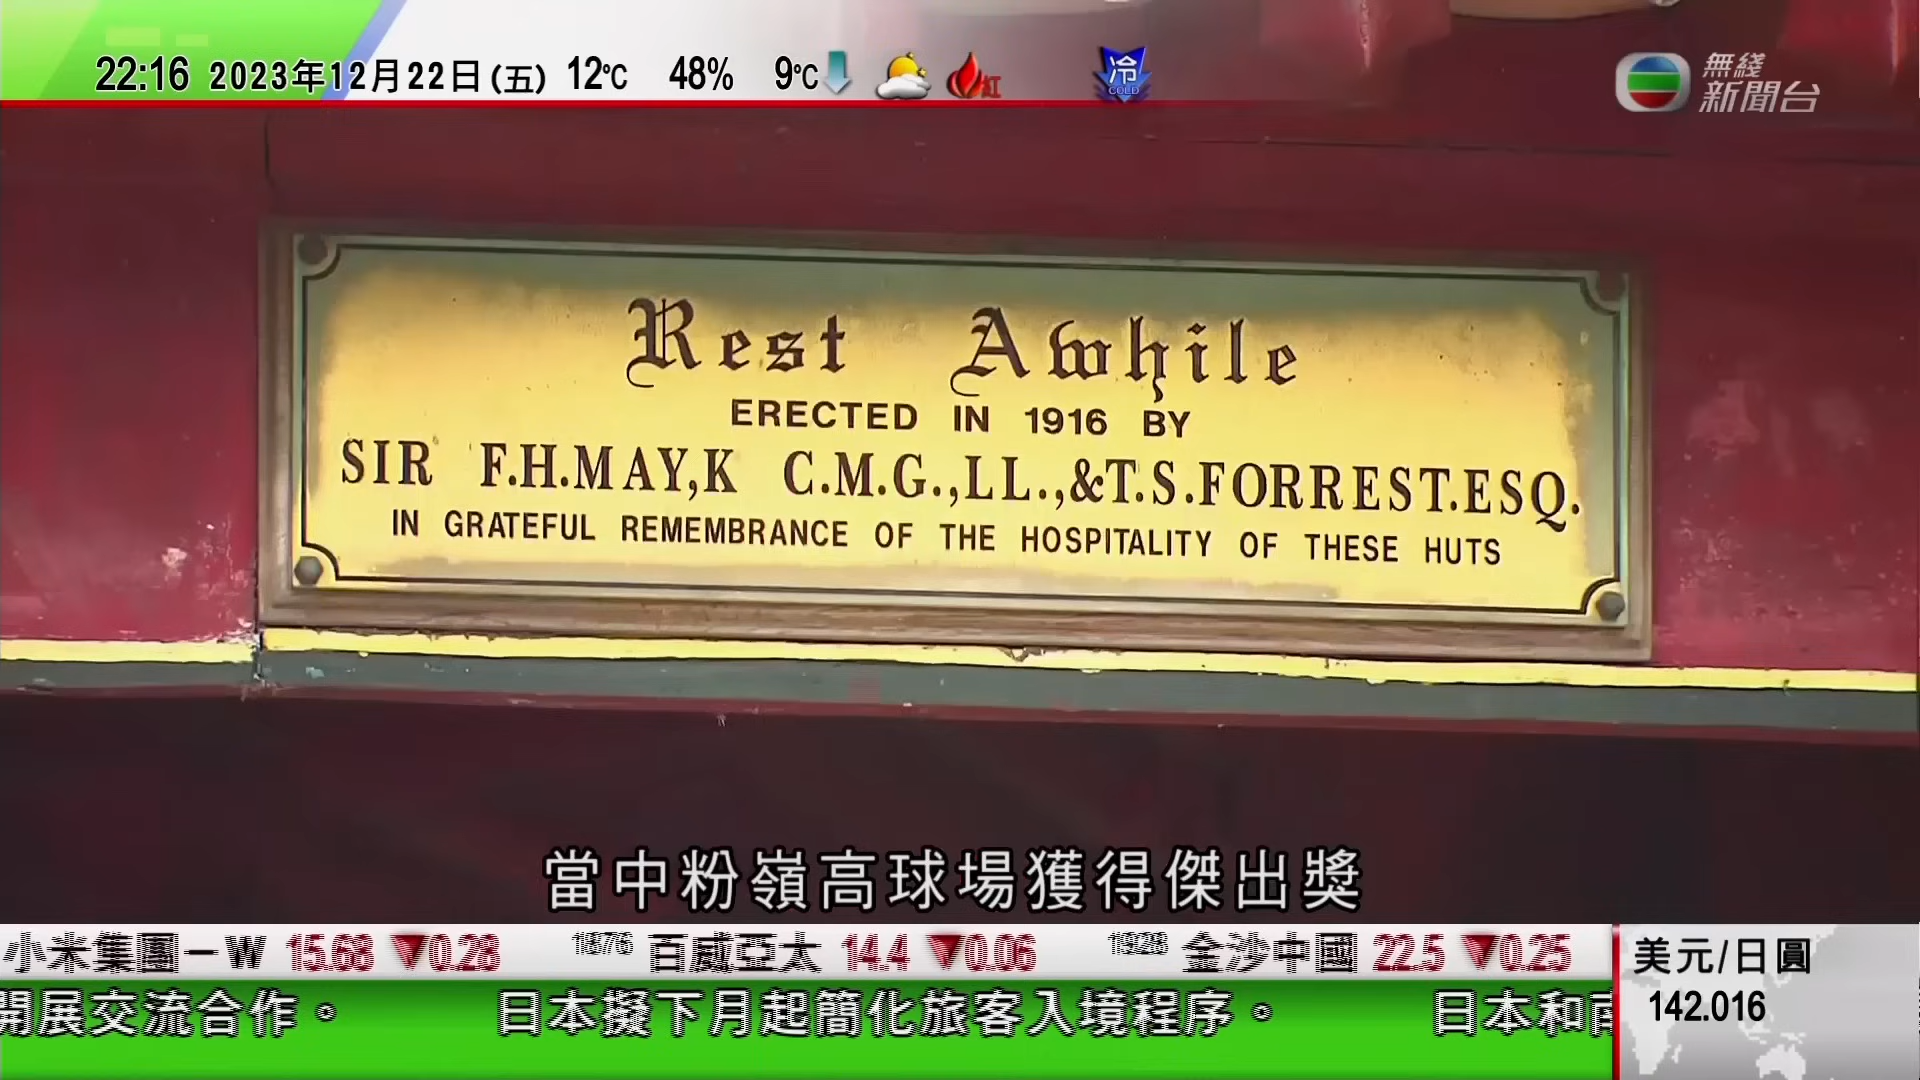 22:16 2023年12月22日(五) 12℃ 48% 9℃ 紅 冷 COLD
無綫
新聞台
Rest Awhile
ERECTED IN 1916 BY
SIR F.H.MAY,K C.M.G.,LL.,&T.S.FORREST.ESQ.
IN GRATEFUL REMEMBRANCE OF THE HOSPITALITY OF THESE HUTS
當中粉嶺高球場獲得傑出獎
小米集團－W 15.68 ▼0.28 1876 百威亞太 14.4 ▼0.06 1928 金沙中國 22.5 ▼0.25
美元/日圓
142.016
開展交流合作。 日本擬下月起簡化旅客入境程序。 日本和